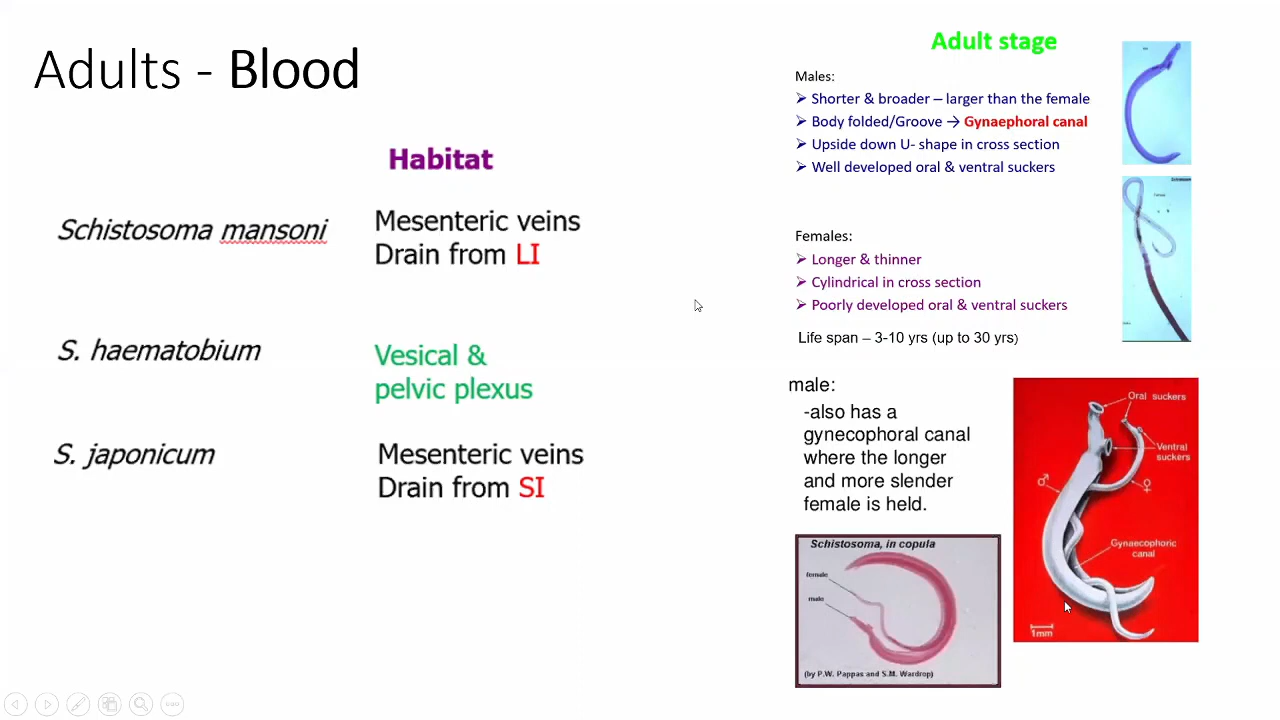 Adults - Blood
Habitat
Schistosoma mansoni
Mesenteric veins
Drain from LI
S. haematobium
Vesical &
pelvic plexus
S. japonicum
Mesenteric veins
Drain from SI
Adult stage
Males:
➢ Shorter & broader – larger than the female
➢ Body folded/Groove → Gynaephoral canal
➢ Upside down U- shape in cross section
➢ Well developed oral & ventral suckers
Females:
➢ Longer & thinner
➢ Cylindrical in cross section
➢ Poorly developed oral & ventral suckers
Life span – 3-10 yrs (up to 30 yrs)
male:
-also has a
gynecophoral canal
where the longer
and more slender
female is held.
Schistosoma, in copula
female
male
(by P.W. Pappas and S.M. Wardrop)
Oral suckers
Ventral
suckers
♂
♀
Gynaecophoric
canal
1mm